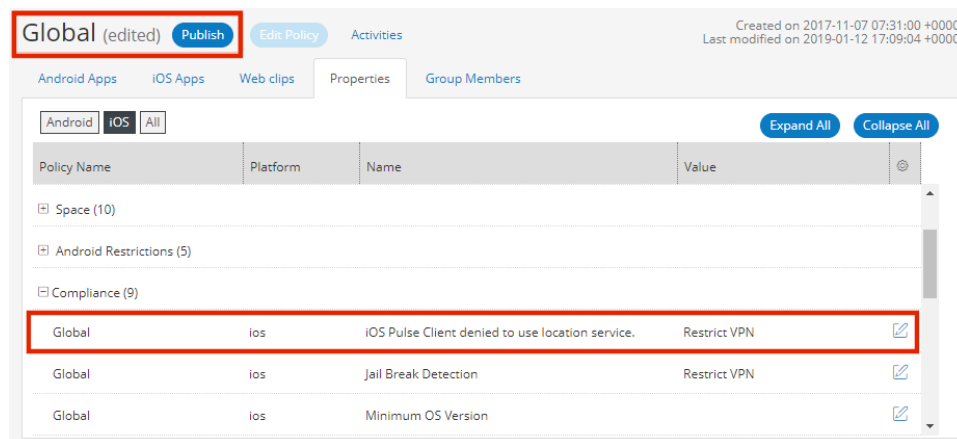 Global (edited) Publish Edit Policy Activities
Created on 2017-11-07 07:31:00 +0000
Last modified on 2019-01-12 17:09:04 +0000
Android Apps iOS Apps Web clips Properties Group Members
Android iOS All Expand All Collapse All
Policy Name Platform Name Value
Space (10)
Android Restrictions (5)
Compliance (9)
Global ios iOS Pulse Client denied to use location service. Restrict VPN
Global ios Jail Break Detection Restrict VPN
Global ios Minimum OS Version